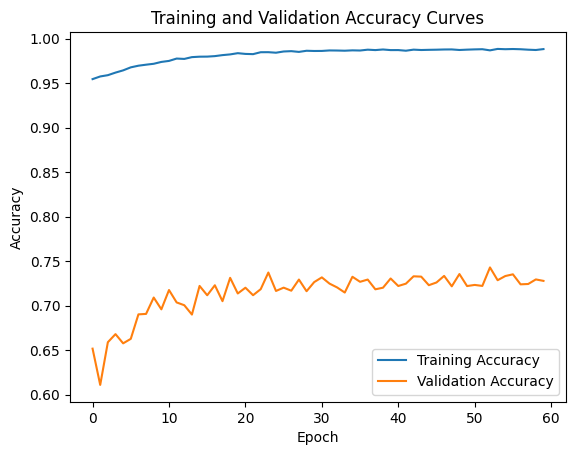 Training and Validation Accuracy Curves
1.00
0.95
0.90
0.85
0.80
0.75
0.70
0.65
0.60
Accuracy
Training Accuracy
Validation Accuracy
0 10 20 30 40 50 60
Epoch